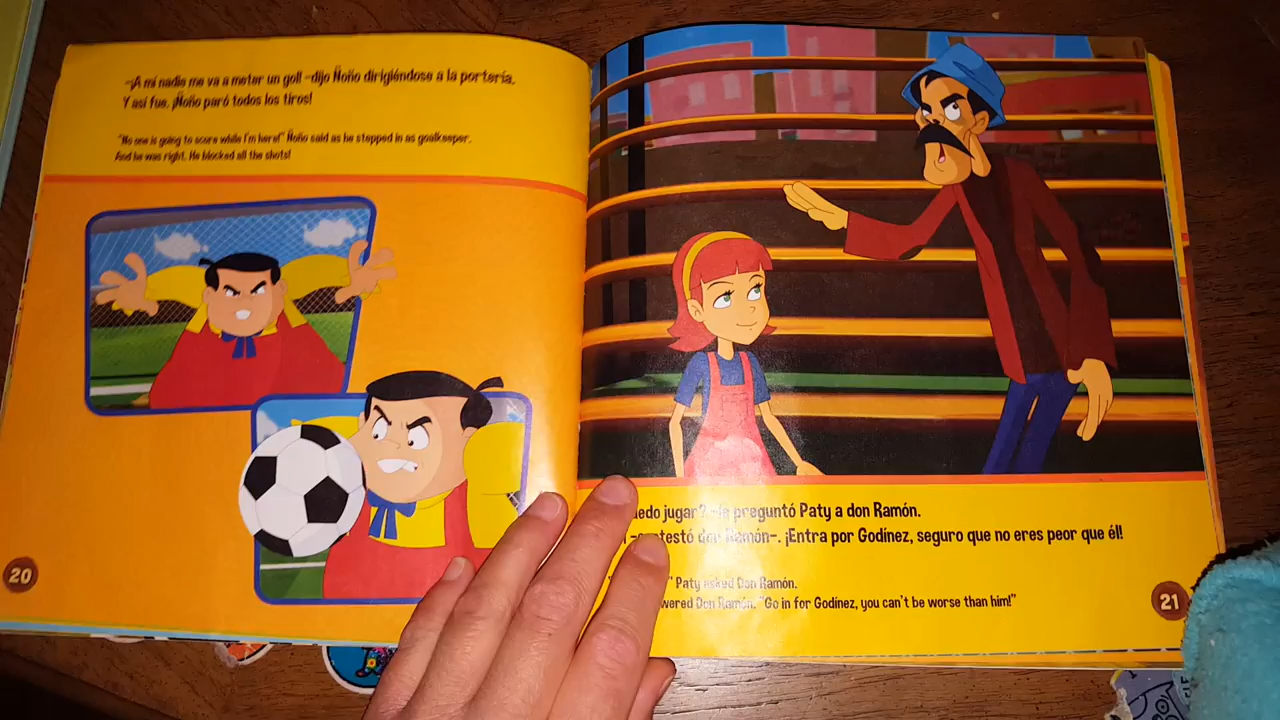 –¡A mí nadie me va a meter un gol! –dijo Ñoño dirigiéndose a la portería.
Y así fue. ¡Ñoño paró todos los tiros!
"No one is going to score while I'm here!" Ñoño said as he stepped in as goalkeeper.
And he was right. He blocked all the shots!
20
jugar? –le preguntó Paty a don Ramón.
don Ramón–. ¡Entra por Godínez, seguro que no eres peor que él!
" Paty asked Don Ramón.
Don Ramón. "Go in for Godínez, you can't be worse than him!"
21